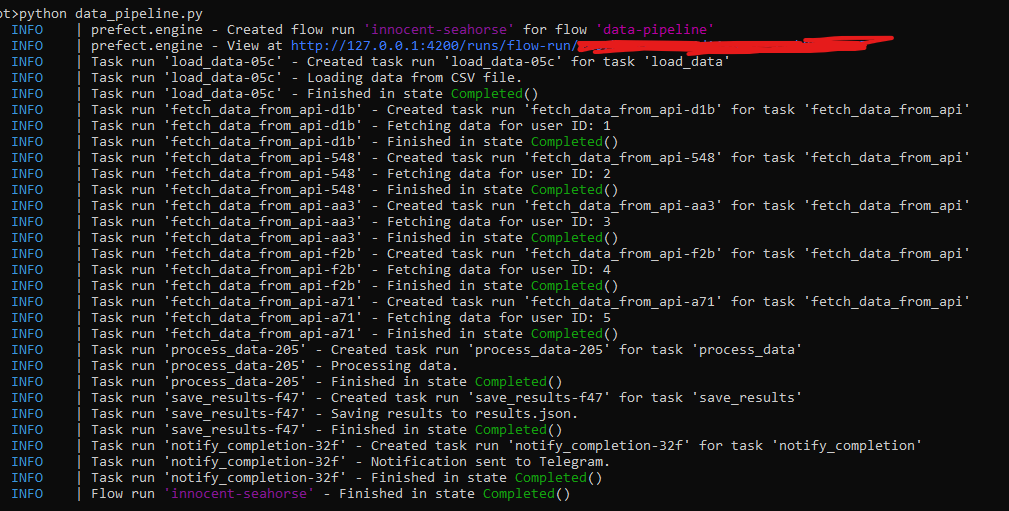 ot>python data_pipeline.py
INFO | prefect.engine - Created flow run 'innocent-seahorse' for flow 'data-pipeline'
INFO | prefect.engine - View at http://127.0.0.1:4200/runs/flow-run/
INFO | Task run 'load_data-05c' - Created task run 'load_data-05c' for task 'load_data'
INFO | Task run 'load_data-05c' - Loading data from CSV file.
INFO | Task run 'load_data-05c' - Finished in state Completed()
INFO | Task run 'fetch_data_from_api-d1b' - Created task run 'fetch_data_from_api-d1b' for task 'fetch_data_from_api'
INFO | Task run 'fetch_data_from_api-d1b' - Fetching data for user ID: 1
INFO | Task run 'fetch_data_from_api-d1b' - Finished in state Completed()
INFO | Task run 'fetch_data_from_api-548' - Created task run 'fetch_data_from_api-548' for task 'fetch_data_from_api'
INFO | Task run 'fetch_data_from_api-548' - Fetching data for user ID: 2
INFO | Task run 'fetch_data_from_api-548' - Finished in state Completed()
INFO | Task run 'fetch_data_from_api-aa3' - Created task run 'fetch_data_from_api-aa3' for task 'fetch_data_from_api'
INFO | Task run 'fetch_data_from_api-aa3' - Fetching data for user ID: 3
INFO | Task run 'fetch_data_from_api-aa3' - Finished in state Completed()
INFO | Task run 'fetch_data_from_api-f2b' - Created task run 'fetch_data_from_api-f2b' for task 'fetch_data_from_api'
INFO | Task run 'fetch_data_from_api-f2b' - Fetching data for user ID: 4
INFO | Task run 'fetch_data_from_api-f2b' - Finished in state Completed()
INFO | Task run 'fetch_data_from_api-a71' - Created task run 'fetch_data_from_api-a71' for task 'fetch_data_from_api'
INFO | Task run 'fetch_data_from_api-a71' - Fetching data for user ID: 5
INFO | Task run 'fetch_data_from_api-a71' - Finished in state Completed()
INFO | Task run 'process_data-205' - Created task run 'process_data-205' for task 'process_data'
INFO | Task run 'process_data-205' - Processing data.
INFO | Task run 'process_data-205' - Finished in state Completed()
INFO | Task run 'save_results-f47' - Created task run 'save_results-f47' for task 'save_results'
INFO | Task run 'save_results-f47' - Saving results to results.json.
INFO | Task run 'save_results-f47' - Finished in state Completed()
INFO | Task run 'notify_completion-32f' - Created task run 'notify_completion-32f' for task 'notify_completion'
INFO | Task run 'notify_completion-32f' - Notification sent to Telegram.
INFO | Task run 'notify_completion-32f' - Finished in state Completed()
INFO | Flow run 'innocent-seahorse' - Finished in state Completed()